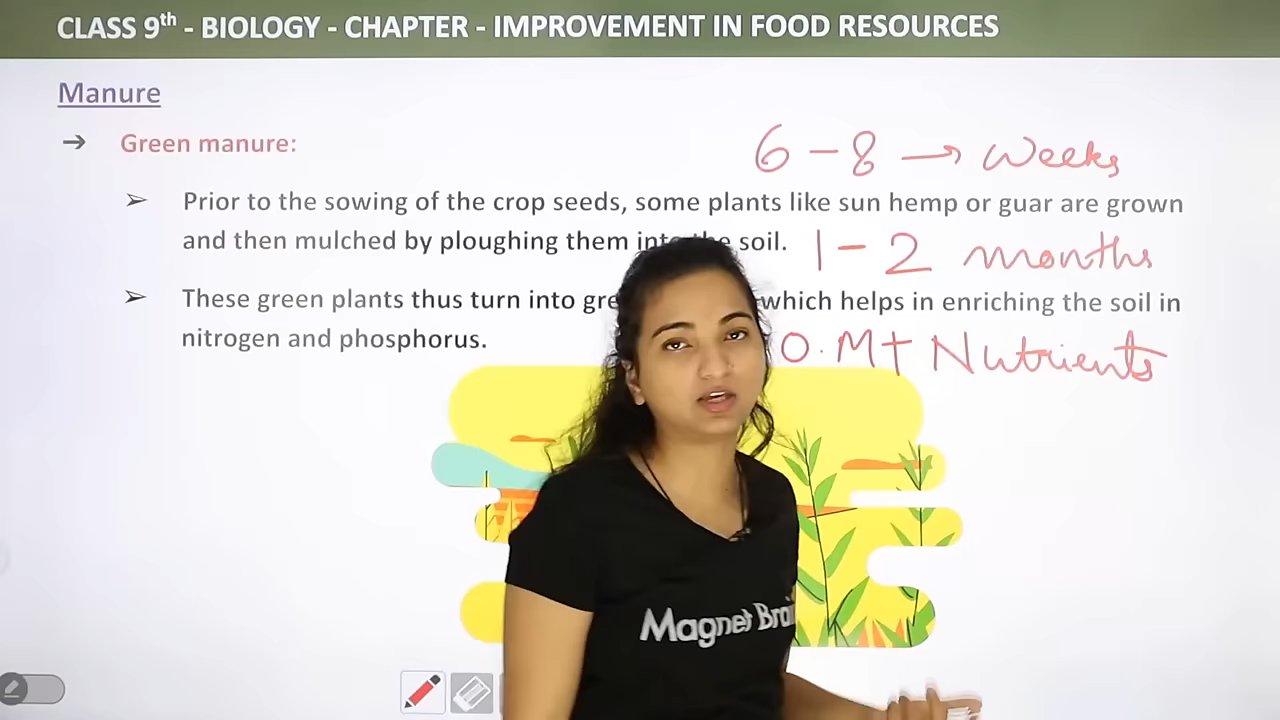 CLASS 9th - BIOLOGY - CHAPTER - IMPROVEMENT IN FOOD RESOURCES
Manure
→ Green manure:
6 – 8 → Weeks
➢ Prior to the sowing of the crop seeds, some plants like sun hemp or guar are grown
and then mulched by ploughing them into the soil.
1 – 2 months
➢ These green plants thus turn into which helps in enriching the soil in
nitrogen and phosphorus.
O.M + Nutrients
Magnet